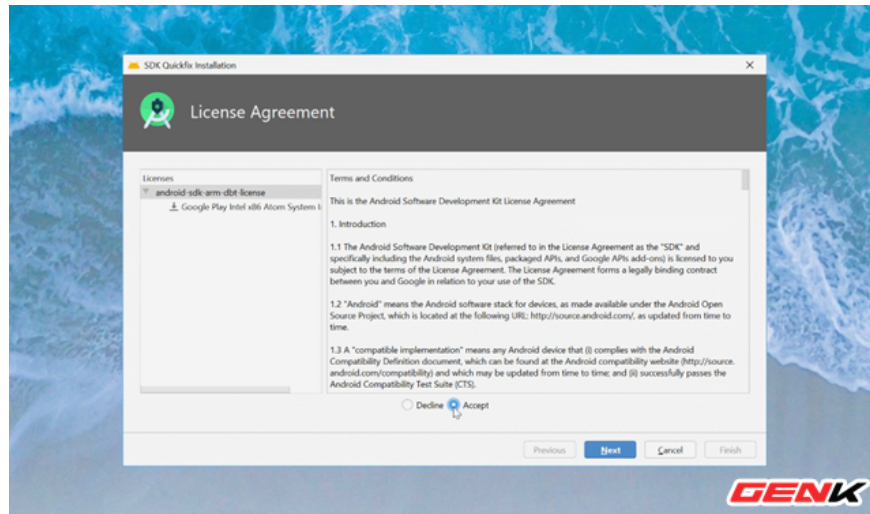 SDK Quickfix Installation
License Agreement
Licenses
android-sdk-arm-dbt-license
Google Play Intel x86 Atom System I
Terms and Conditions
This is the Android Software Development Kit License Agreement
1. Introduction
1.1 The Android Software Development Kit (referred to in the License Agreement as the "SDK" and
specifically including the Android system files, packaged APIs, and Google APIs add-ons) is licensed to you
subject to the terms of the License Agreement. The License Agreement forms a legally binding contract
between you and Google in relation to your use of the SDK.
1.2 "Android" means the Android software stack for devices, as made available under the Android Open
Source Project, which is located at the following URL: http://source.android.com/, as updated from time to
time.
1.3 A "compatible implementation" means any Android device that (i) complies with the Android
Compatibility Definition document, which can be found at the Android compatibility website (http://source.
android.com/compatibility) and which may be updated from time to time; and (ii) successfully passes the
Android Compatibility Test Suite (CTS).
Decline Accept
Previous Next Cancel Finish
GENK